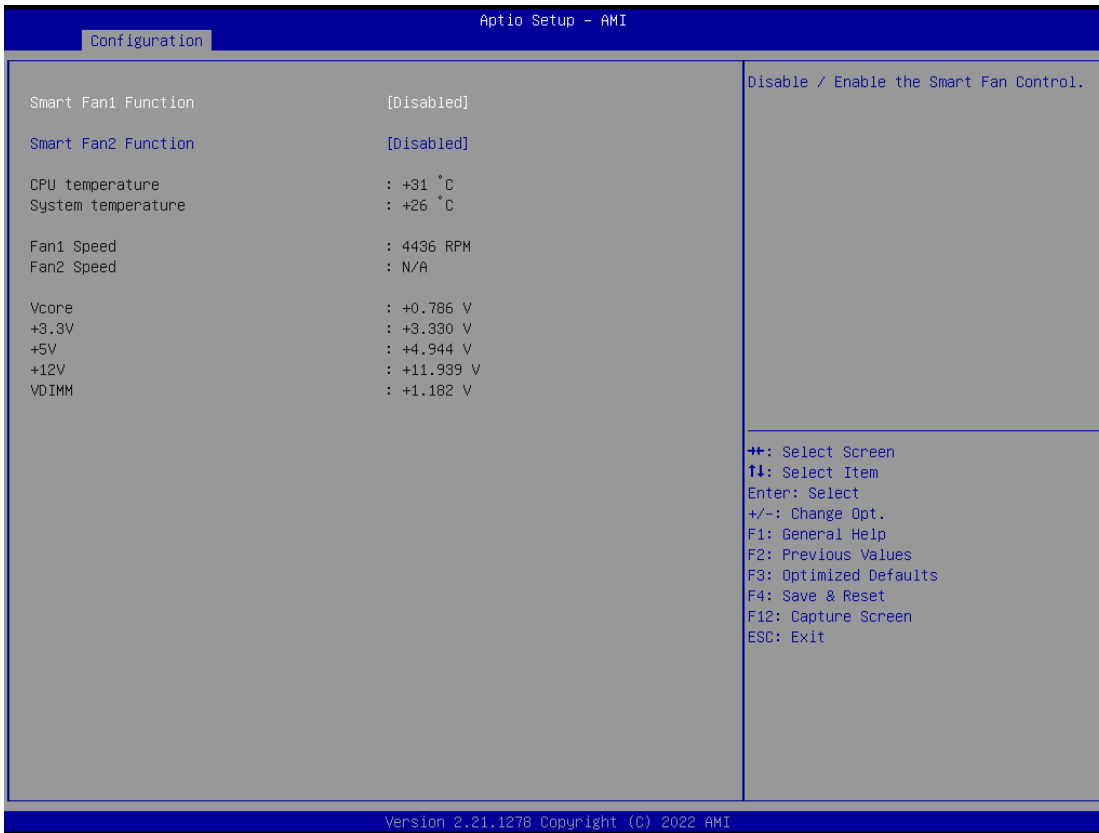 Aptio Setup - AMI
Configuration
Smart Fan1 Function [Disabled]
Smart Fan2 Function [Disabled]
CPU temperature : +31 °C
System temperature : +26 °C
Fan1 Speed : 4436 RPM
Fan2 Speed : N/A
Vcore : +0.786 V
+3.3V : +3.330 V
+5V : +4.944 V
+12V : +11.939 V
VDIMM : +1.182 V
Disable / Enable the Smart Fan Control.
→←: Select Screen
↑↓: Select Item
Enter: Select
+/-: Change Opt.
F1: General Help
F2: Previous Values
F3: Optimized Defaults
F4: Save & Reset
F12: Capture Screen
ESC: Exit
Version 2.21.1278 Copyright (C) 2022 AMI